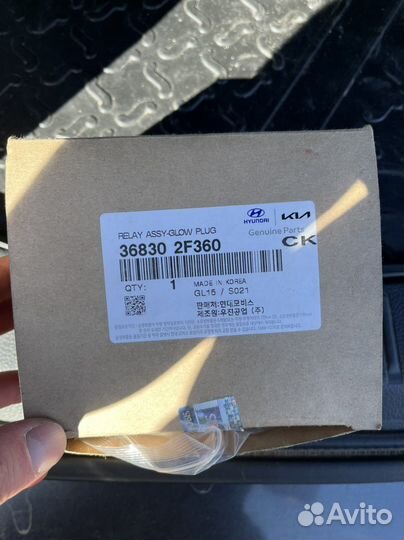 HYUNDAI KIA
Genuine Parts
RELAY ASSY-GLOW PLUG
CK
36830 2F360
QTY: 1 MADE IN KOREA
GL15 / S021
판매처:현대모비스
제조원:우진공업 (주)
Avito